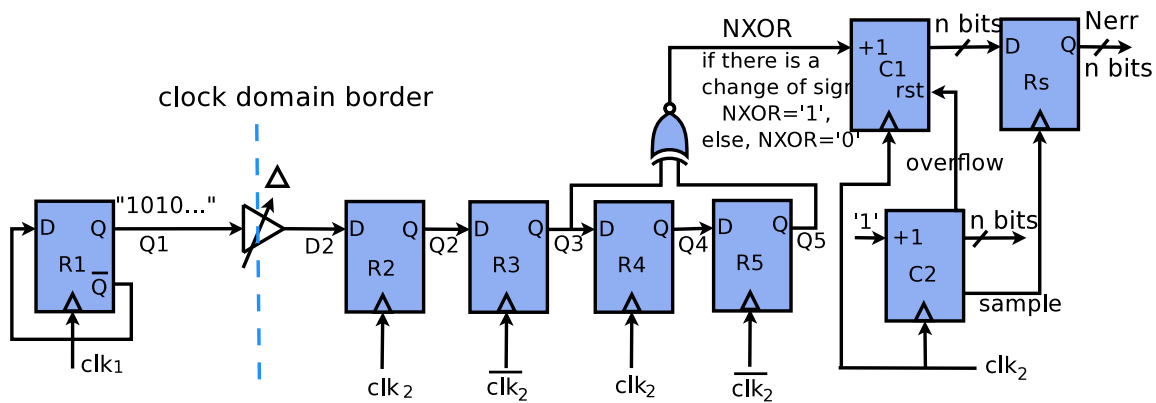 clock domain border
Δ
"1010..."
D
Q
R1
Q̅
clk₁
Q1
D2
D
Q
R2
clk₂
Q2
D
Q
R3
c̅l̅k̅₂̅
Q3
D
Q
R4
clk₂
Q4
D
Q
R5
c̅l̅k̅₂̅
Q5
NXOR
if there is a
change of sign
NXOR='1',
else, NXOR='0'
+1
C1
rst
n bits
D
Q
Rs
Nerr
n bits
overflow
'1'
+1
C2
n bits
sample
clk₂